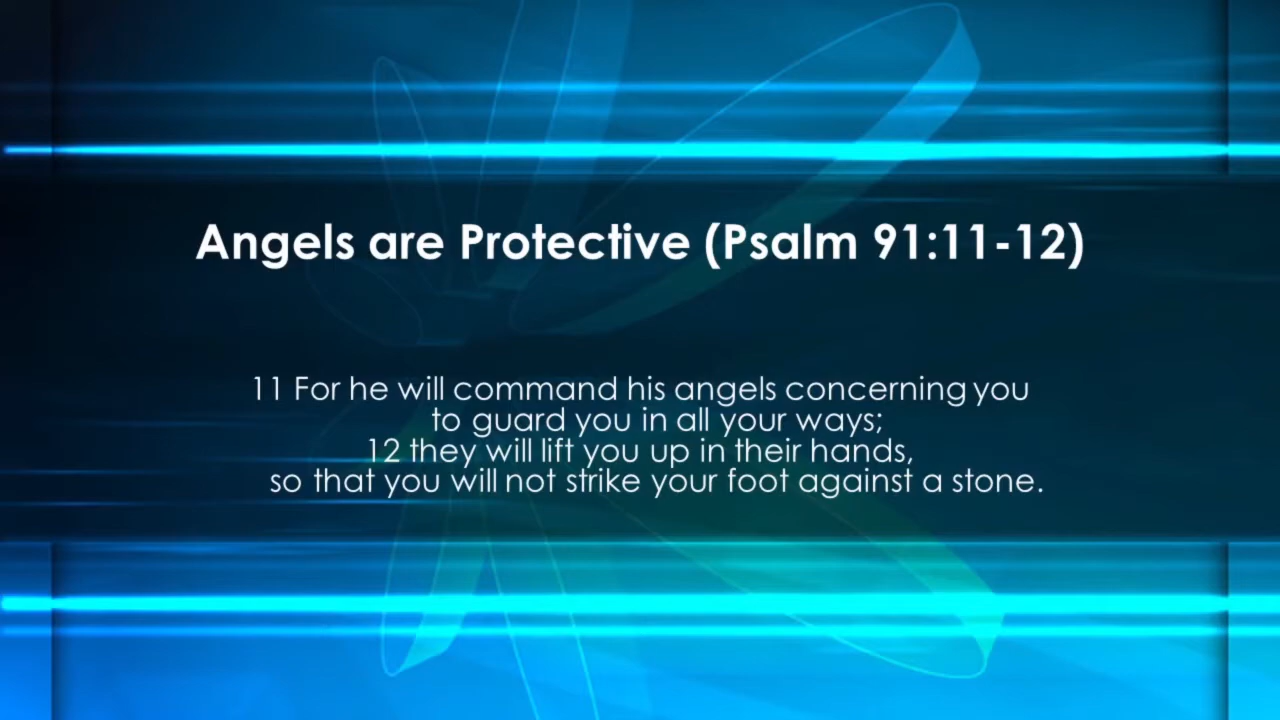 Angels are Protective (Psalm 91:11-12)
11 For he will command his angels concerning you
to guard you in all your ways;
12 they will lift you up in their hands,
so that you will not strike your foot against a stone.